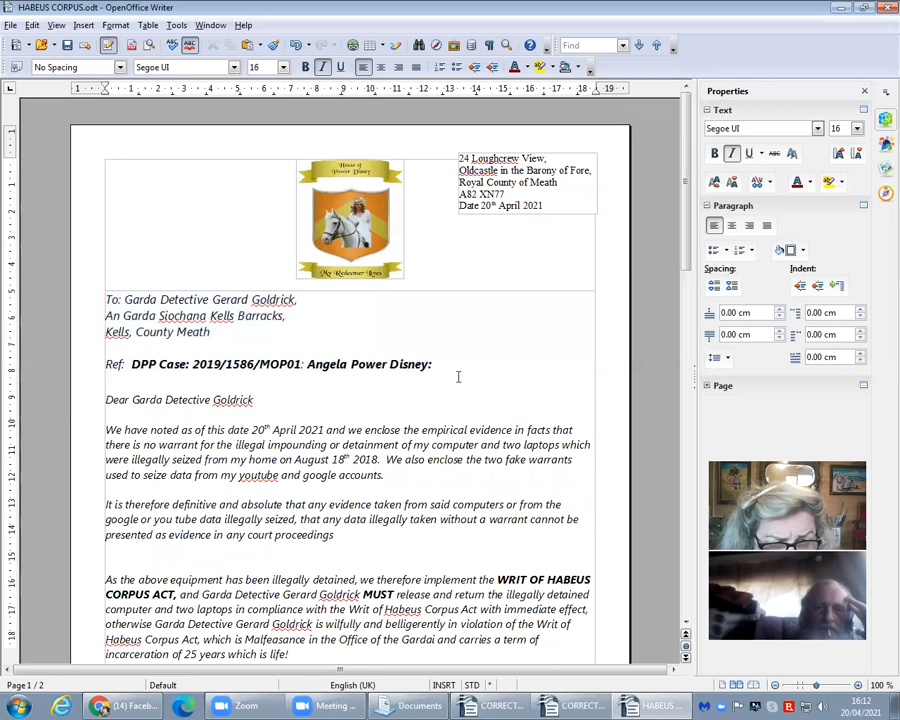 HABEUS CORPUS.odt - OpenOffice Writer
File Edit View Insert Format Table Tools Window Help
Find
No Spacing Segoe UI 16
Properties
Text
Segoe UI 16
Paragraph
Spacing: Indent:
0.00 cm 0.00 cm
0.00 cm 0.00 cm
0.00 cm
Page
House of
Power Disney
My Redeemer Lives
24 Loughcrew View,
Oldcastle in the Barony of Fore,
Royal County of Meath
A82 XN77
Date 20th April 2021
To: Garda Detective Gerard Goldrick,
An Garda Siochana Kells Barracks,
Kells, County Meath
Ref: DPP Case: 2019/1586/MOP01: Angela Power Disney:
Dear Garda Detective Goldrick
We have noted as of this date 20th April 2021 and we enclose the empirical evidence in facts that
there is no warrant for the illegal impounding or detainment of my computer and two laptops which
were illegally seized from my home on August 18th 2018. We also enclose the two fake warrants
used to seize data from my youtube and google accounts.
It is therefore definitive and absolute that any evidence taken from said computers or from the
google or you tube data illegally seized, that any data illegally taken without a warrant cannot be
presented as evidence in any court proceedings
As the above equipment has been illegally detained, we therefore implement the WRIT OF HABEUS
CORPUS ACT, and Garda Detective Gerard Goldrick MUST release and return the illegally detained
computer and two laptops in compliance with the Writ of Habeus Corpus Act with immediate effect,
otherwise Garda Detective Gerard Goldrick is wilfully and belligerently in violation of the Writ of
Habeus Corpus Act, which is Malfeasance in the Office of the Gardai and carries a term of
incarceration of 25 years which is life!
Page 1 / 2 Default English (UK) INSRT STD * 100 %
(14) Faceb... Zoom Meeting ... Documents CORRECT... CORRECT... HABEUS ...
16:12
20/04/2021